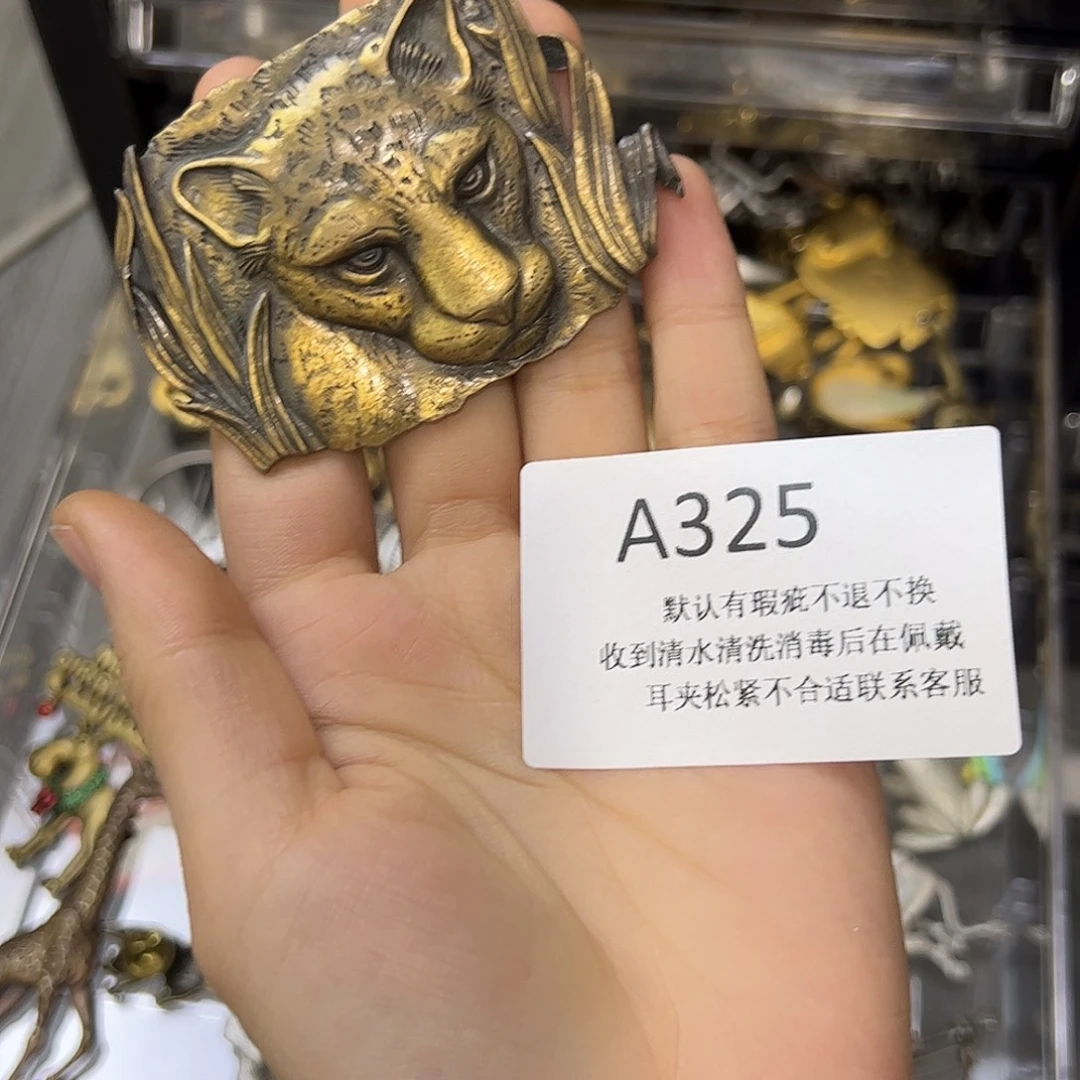 A325
默认有瑕疵不退不换
收到清水清洗消毒后在佩戴
耳夹松紧不合适联系客服